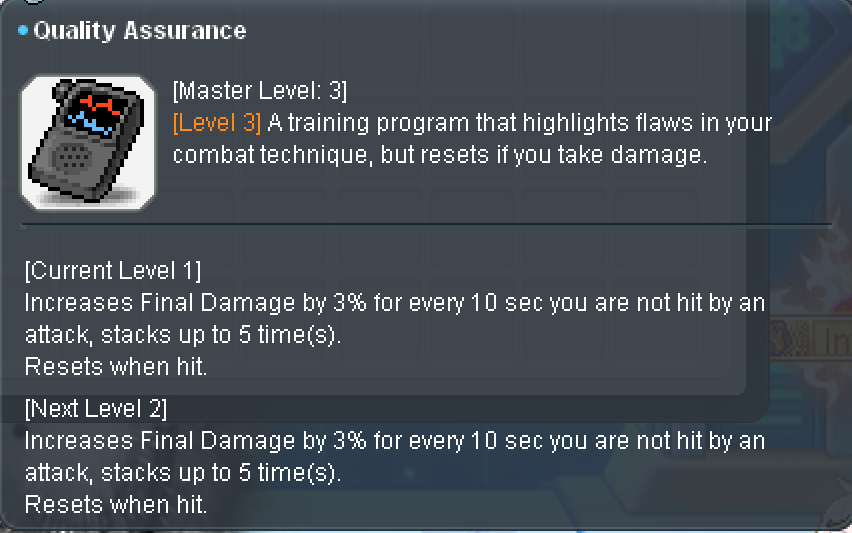 Quality Assurance
[Master Level: 3]
[Level 3] A training program that highlights flaws in your
combat technique, but resets if you take damage.
[Current Level 1]
Increases Final Damage by 3% for every 10 sec you are not hit by an
attack, stacks up to 5 time(s).
Resets when hit.
[Next Level 2]
Increases Final Damage by 3% for every 10 sec you are not hit by an
attack, stacks up to 5 time(s).
Resets when hit.